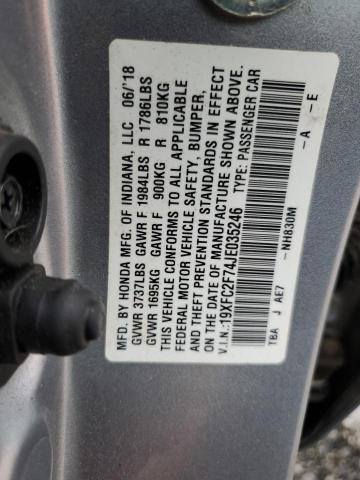 MFD. BY HONDA MFG. OF INDIANA, LLC 06/'18
GVWR 3737LBS GAWR F 1984LBS R 1786LBS
GVWR 1695KG GAWR F 900KG R 810KG
THIS VEHICLE CONFORMS TO ALL APPLICABLE
FEDERAL MOTOR VEHICLE SAFETY, BUMPER,
AND THEFT PREVENTION STANDARDS IN EFFECT
ON THE DATE OF MANUFACTURE SHOWN ABOVE.
V.I.N.:19XFC2F74JE035246 TYPE: PASSENGER CAR
TBA J AE7 -NH830M -A -E